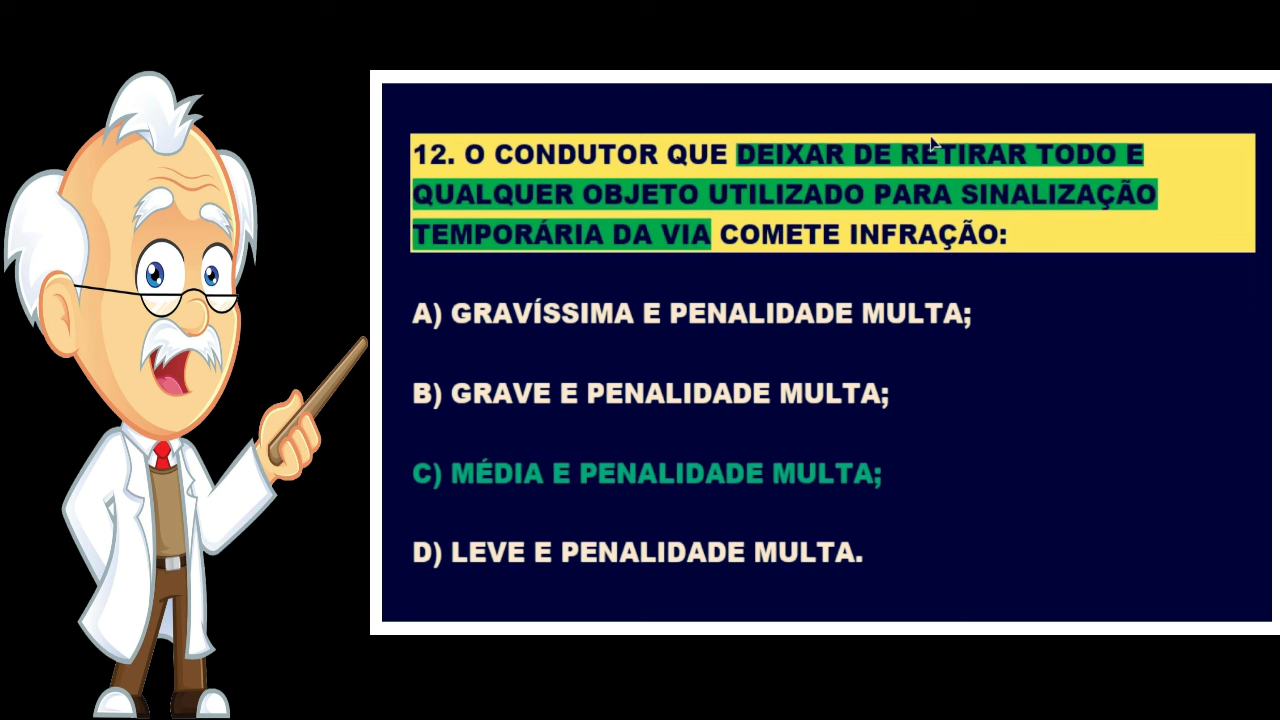 12. O CONDUTOR QUE DEIXAR DE RETIRAR TODO E
QUALQUER OBJETO UTILIZADO PARA SINALIZAÇÃO
TEMPORÁRIA DA VIA COMETE INFRAÇÃO:
A) GRAVÍSSIMA E PENALIDADE MULTA;
B) GRAVE E PENALIDADE MULTA;
C) MÉDIA E PENALIDADE MULTA;
D) LEVE E PENALIDADE MULTA.